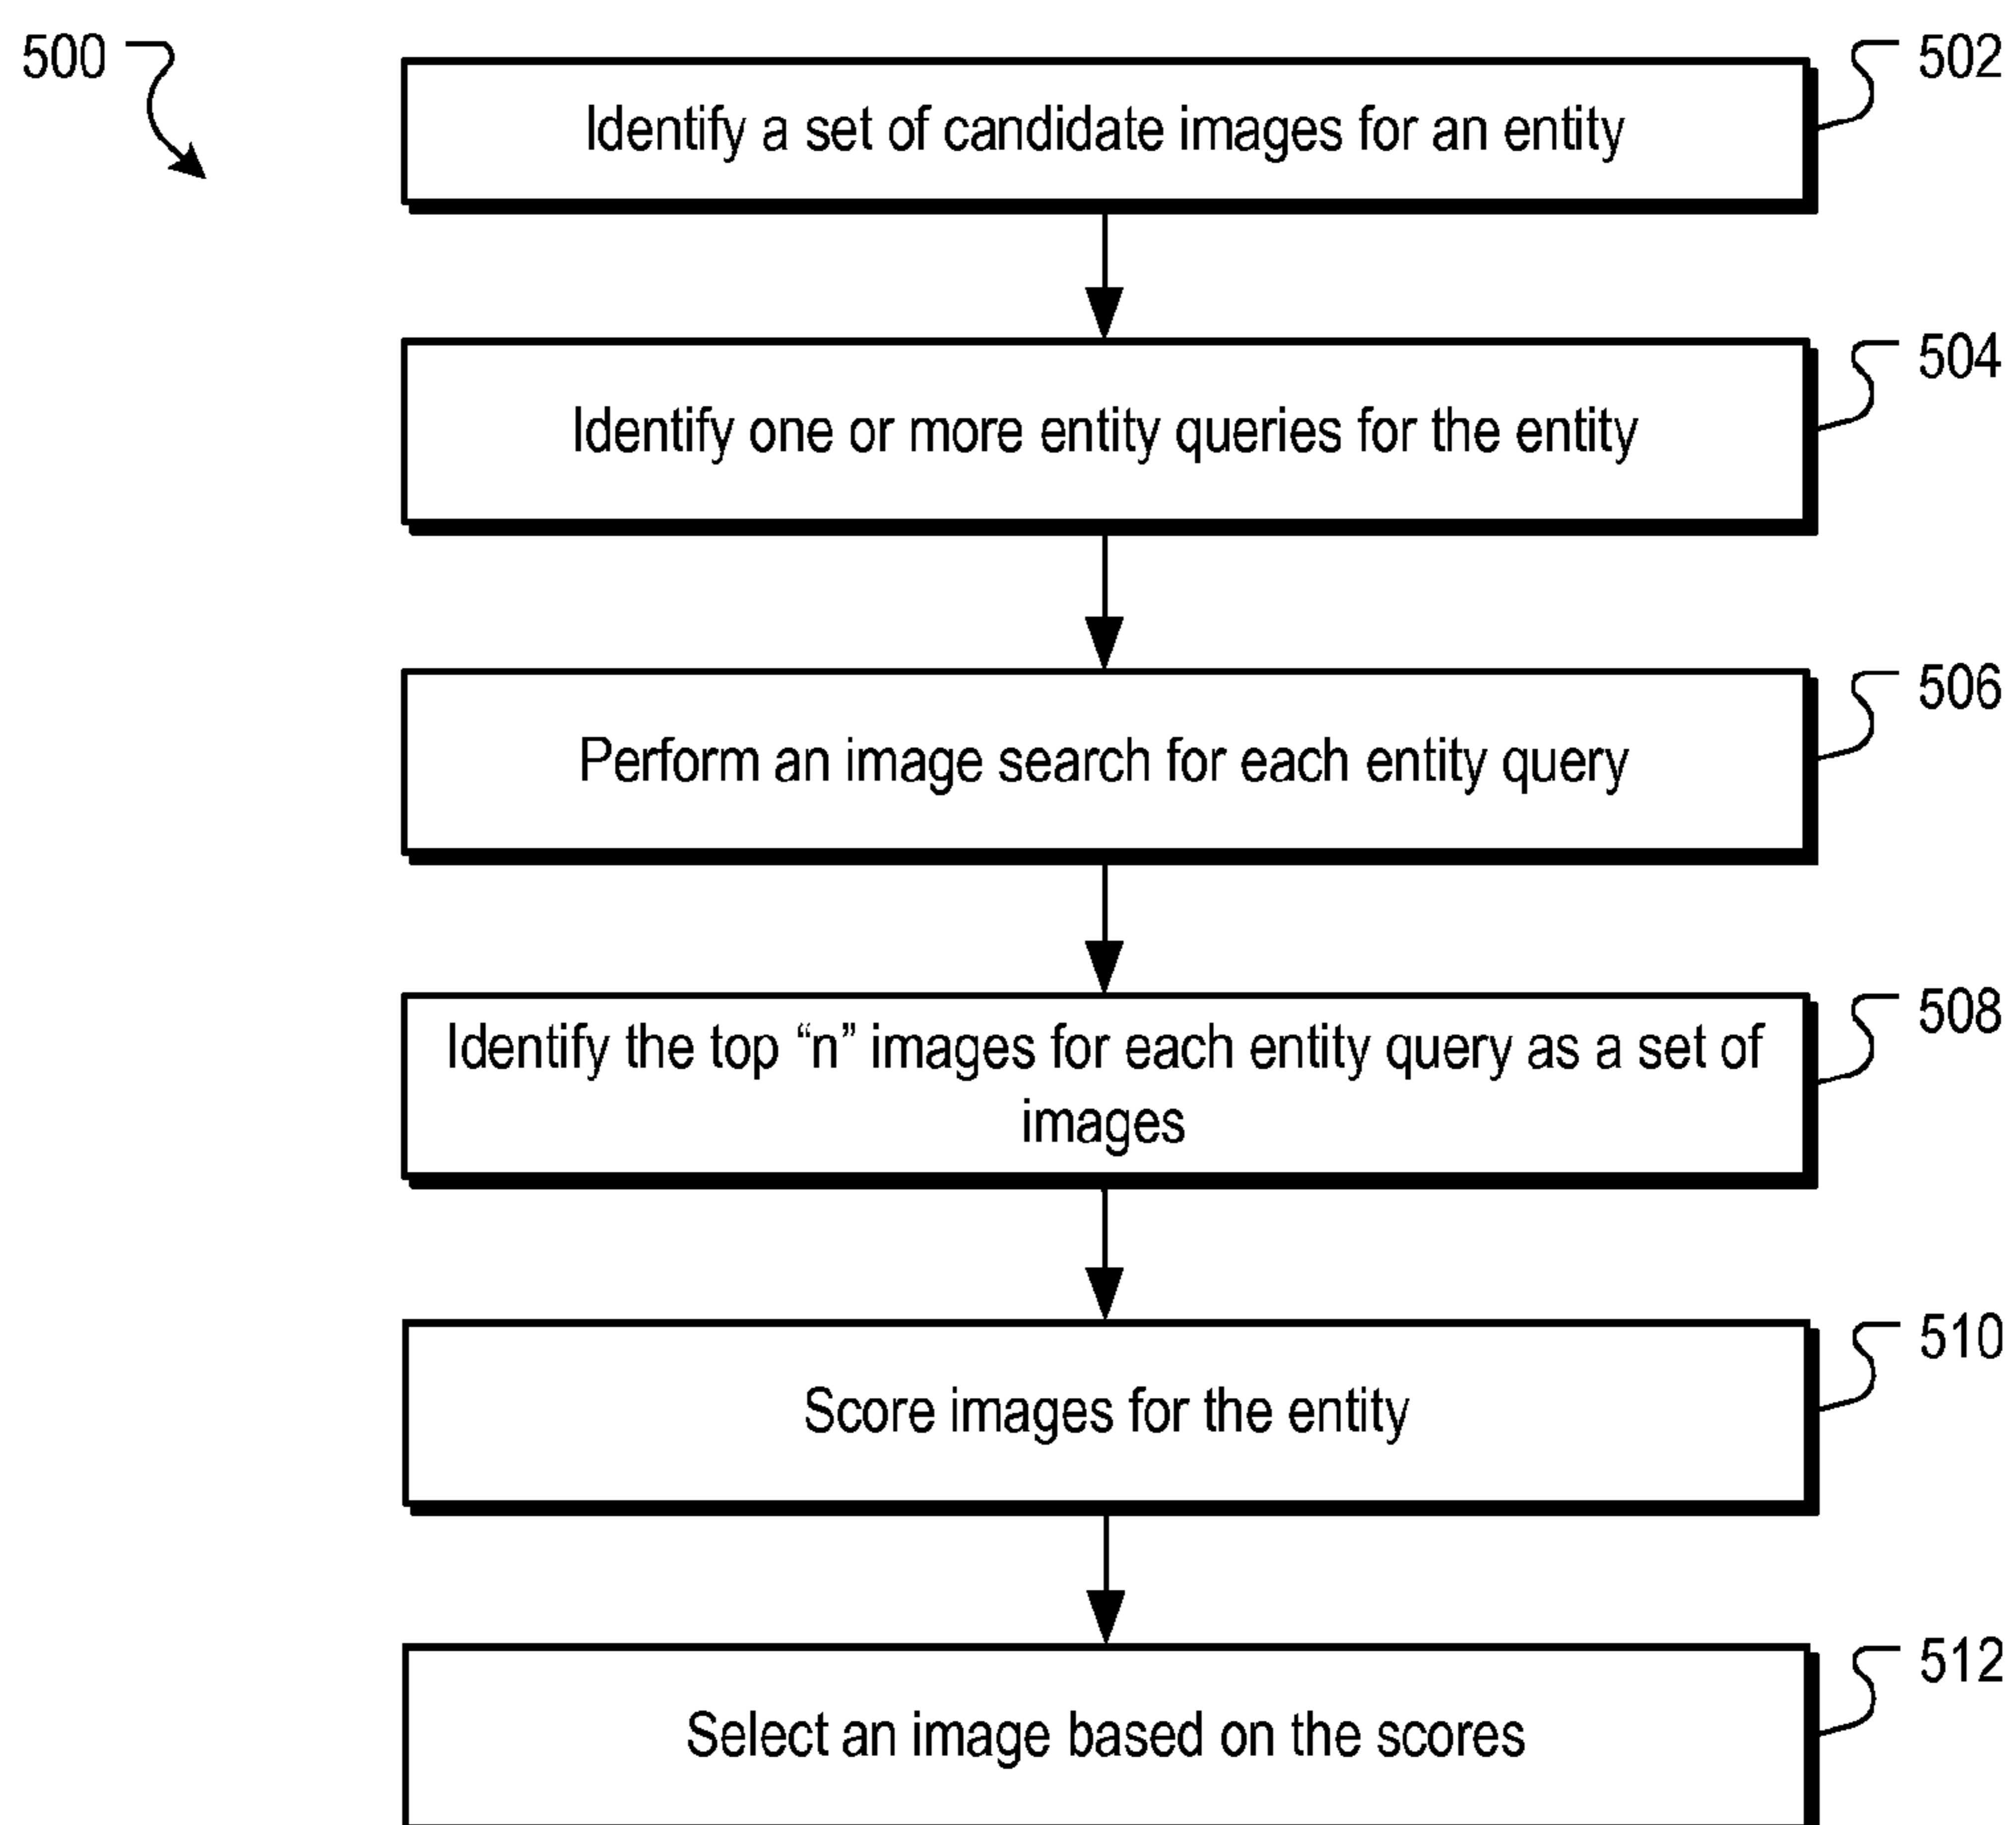 500
502
Identify a set of candidate images for an entity
504
Identify one or more entity queries for the entity
506
Perform an image search for each entity query
508
Identify the top “n” images for each entity query as a set of
images
510
Score images for the entity
512
Select an image based on the scores